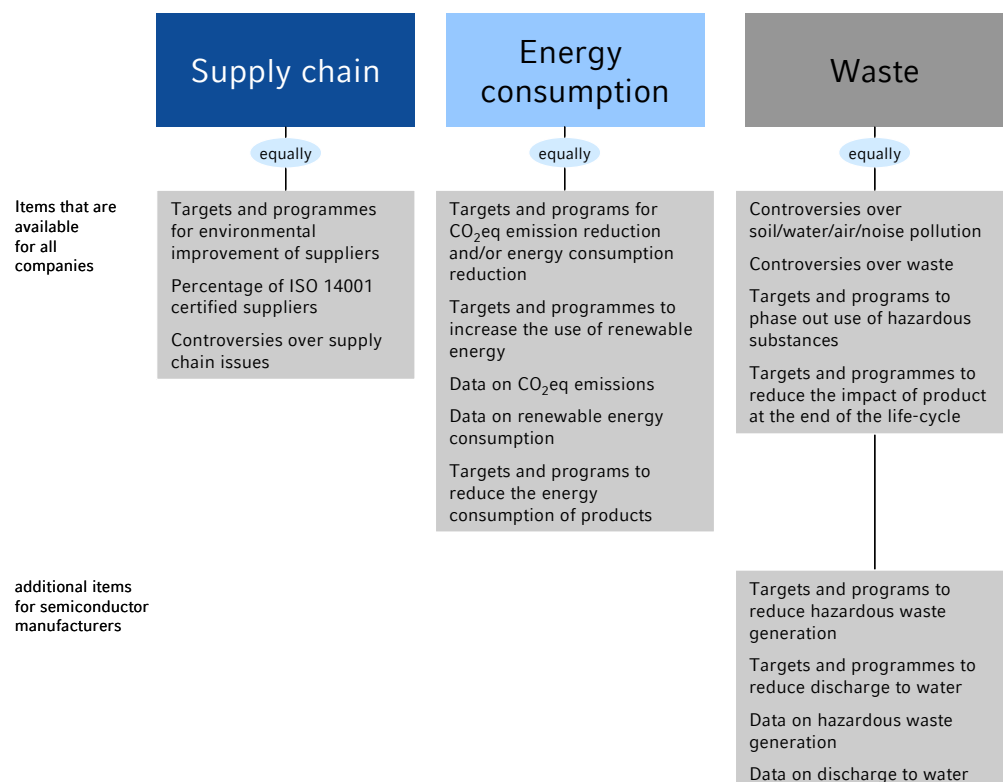 Supply chain
Energy
consumption
Waste
equally
equally
equally
Items that are
available
for all
companies
Targets and programmes
for environmental
improvement of suppliers
Percentage of ISO 14001
certified suppliers
Controversies over supply
chain issues
Targets and programs for
CO₂eq emission reduction
and/or energy consumption
reduction
Targets and programmes to
increase the use of renewable
energy
Data on CO₂eq emissions
Data on renewable energy
consumption
Targets and programs to
reduce the energy
consumption of products
Controversies over
soil/water/air/noise pollution
Controversies over waste
Targets and programs to
phase out use of hazardous
substances
Targets and programmes to
reduce the impact of product
at the end of the life-cycle
additional items
for semiconductor
manufacturers
Targets and programs to
reduce hazardous waste
generation
Targets and programmes to
reduce discharge to water
Data on hazardous waste
generation
Data on discharge to water